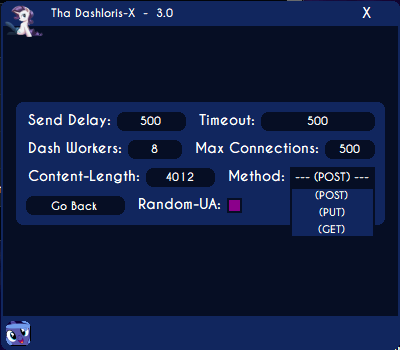 Tha Dashloris-X - 3.0 X
Send Delay: 500 Timeout: 500
Dash Workers: 8 Max Connections: 500
Content-Length: 4012 Method: --- (POST) ---
(POST)
(PUT)
(GET)
Go Back Random-UA: